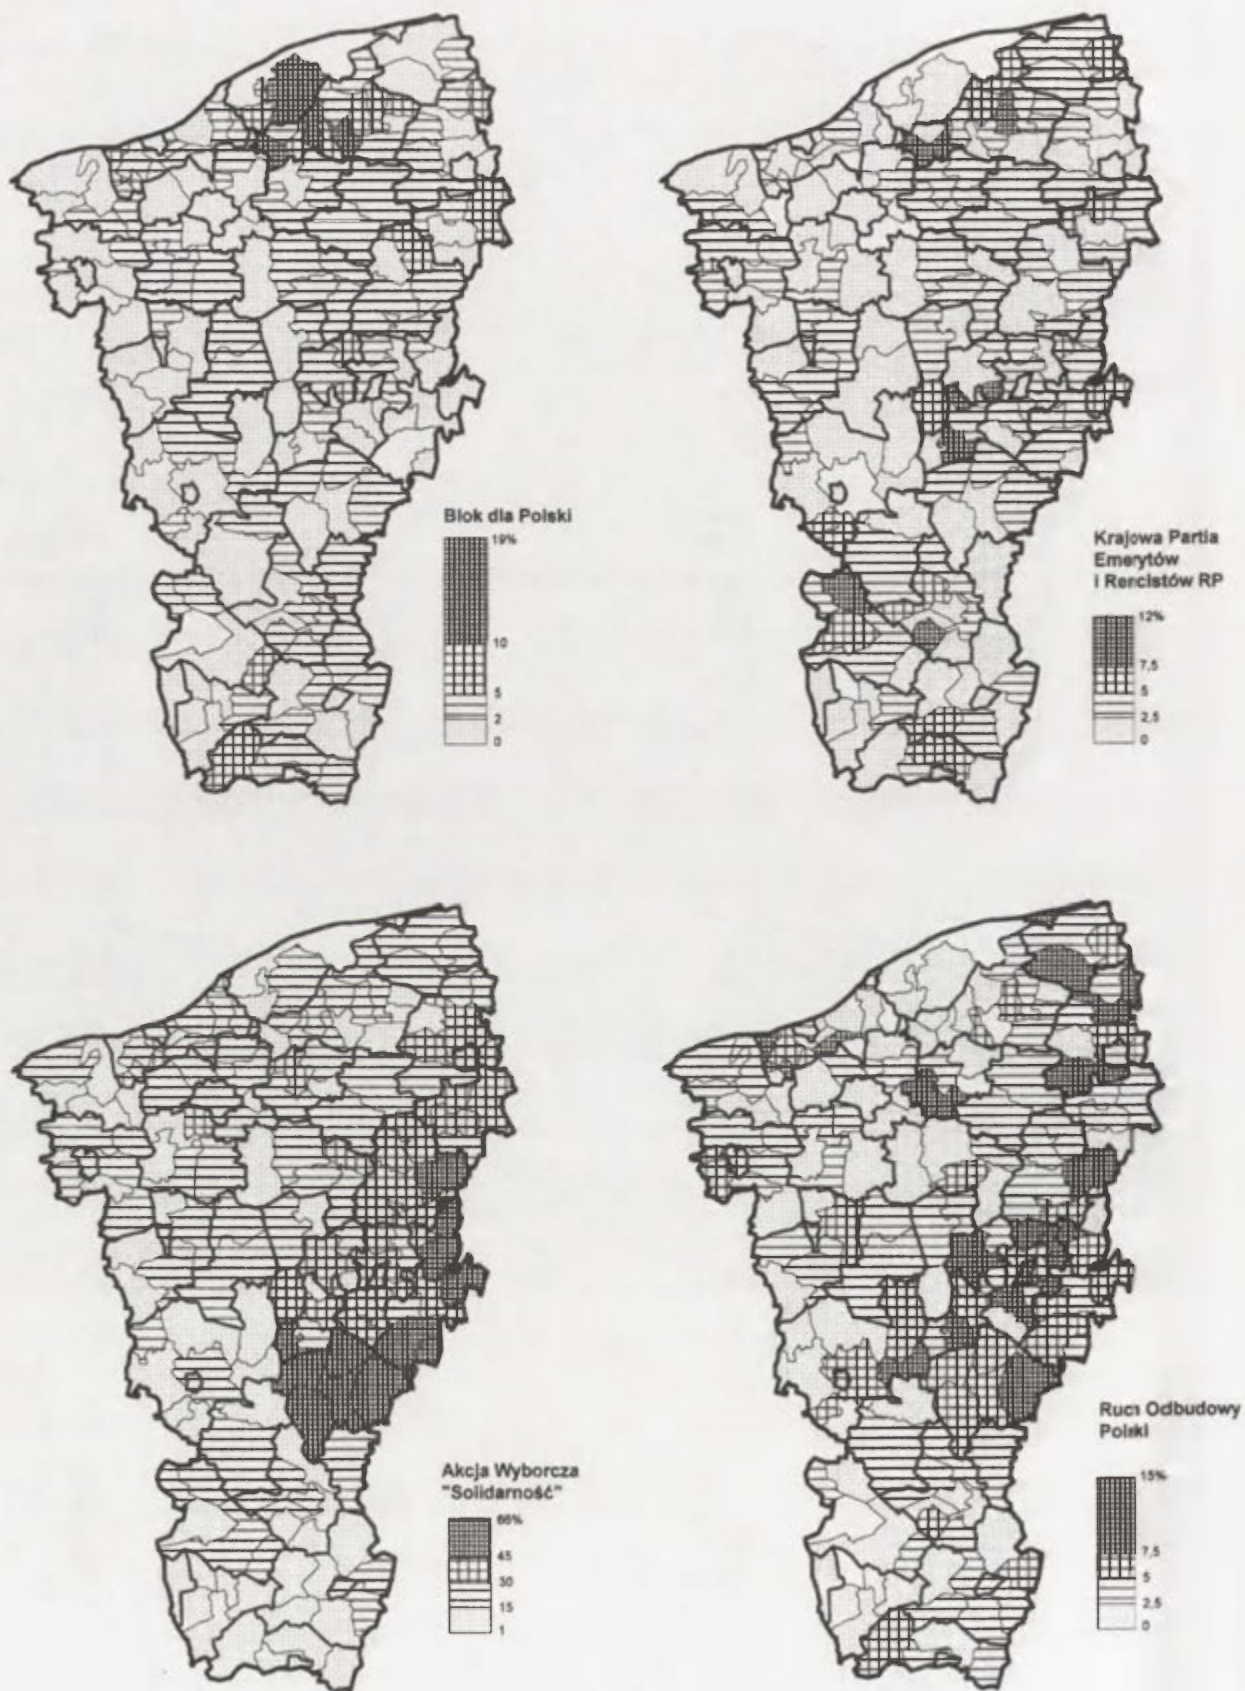 Blok dla Polski
19%
10
5
2
0
Krajowa Partia
Emerytów
i Rencistów RP
12%
7,5
5
2,5
0
Akcja Wyborcza
"Solidarność"
66%
45
30
15
1
Ruch Odbudowy
Polski
15%
7,5
5
2,5
0